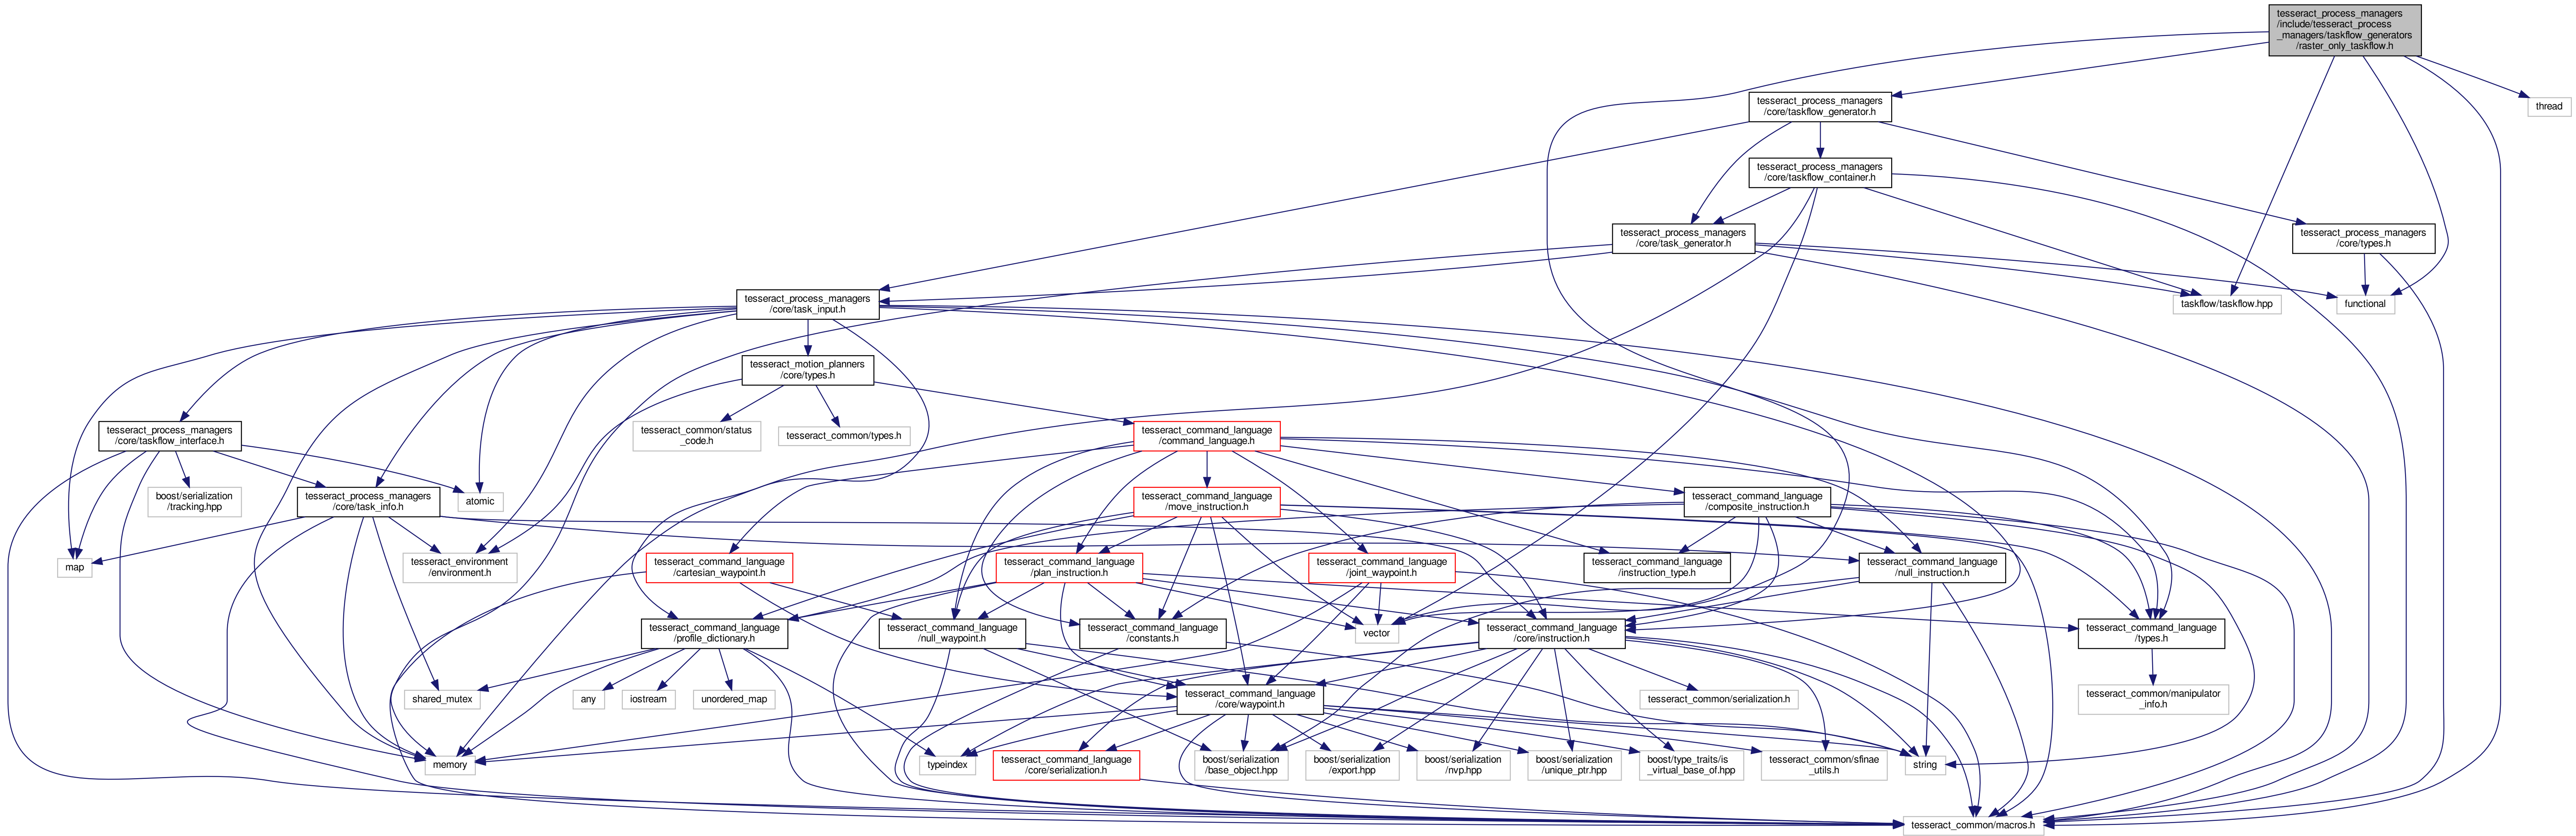 tesseract_process_managers
/include/tesseract_process
_managers/taskflow_generators
/raster_only_taskflow.h
tesseract_process_managers
/core/taskflow_generator.h
thread
tesseract_process_managers
/core/taskflow_container.h
tesseract_process_managers
/core/task_generator.h
tesseract_process_managers
/core/types.h
tesseract_process_managers
/core/task_input.h
taskflow/taskflow.hpp
functional
tesseract_motion_planners
/core/types.h
tesseract_process_managers
/core/taskflow_interface.h
tesseract_common/status
_code.h
tesseract_common/types.h
tesseract_command_language
/command_language.h
boost/serialization
/tracking.hpp
tesseract_process_managers
/core/task_info.h
atomic
tesseract_command_language
/move_instruction.h
tesseract_command_language
/composite_instruction.h
map
tesseract_environment
/environment.h
tesseract_command_language
/cartesian_waypoint.h
tesseract_command_language
/plan_instruction.h
tesseract_command_language
/joint_waypoint.h
tesseract_command_language
/instruction_type.h
tesseract_command_language
/null_instruction.h
tesseract_command_language
/profile_dictionary.h
tesseract_command_language
/null_waypoint.h
tesseract_command_language
/constants.h
vector
tesseract_command_language
/core/instruction.h
tesseract_command_language
/types.h
shared_mutex
any
iostream
unordered_map
tesseract_command_language
/core/waypoint.h
tesseract_common/serialization.h
tesseract_common/manipulator
_info.h
memory
typeindex
tesseract_command_language
/core/serialization.h
boost/serialization
/base_object.hpp
boost/serialization
/export.hpp
boost/serialization
/nvp.hpp
boost/serialization
/unique_ptr.hpp
boost/type_traits/is
_virtual_base_of.hpp
tesseract_common/sfinae
_utils.h
string
tesseract_common/macros.h